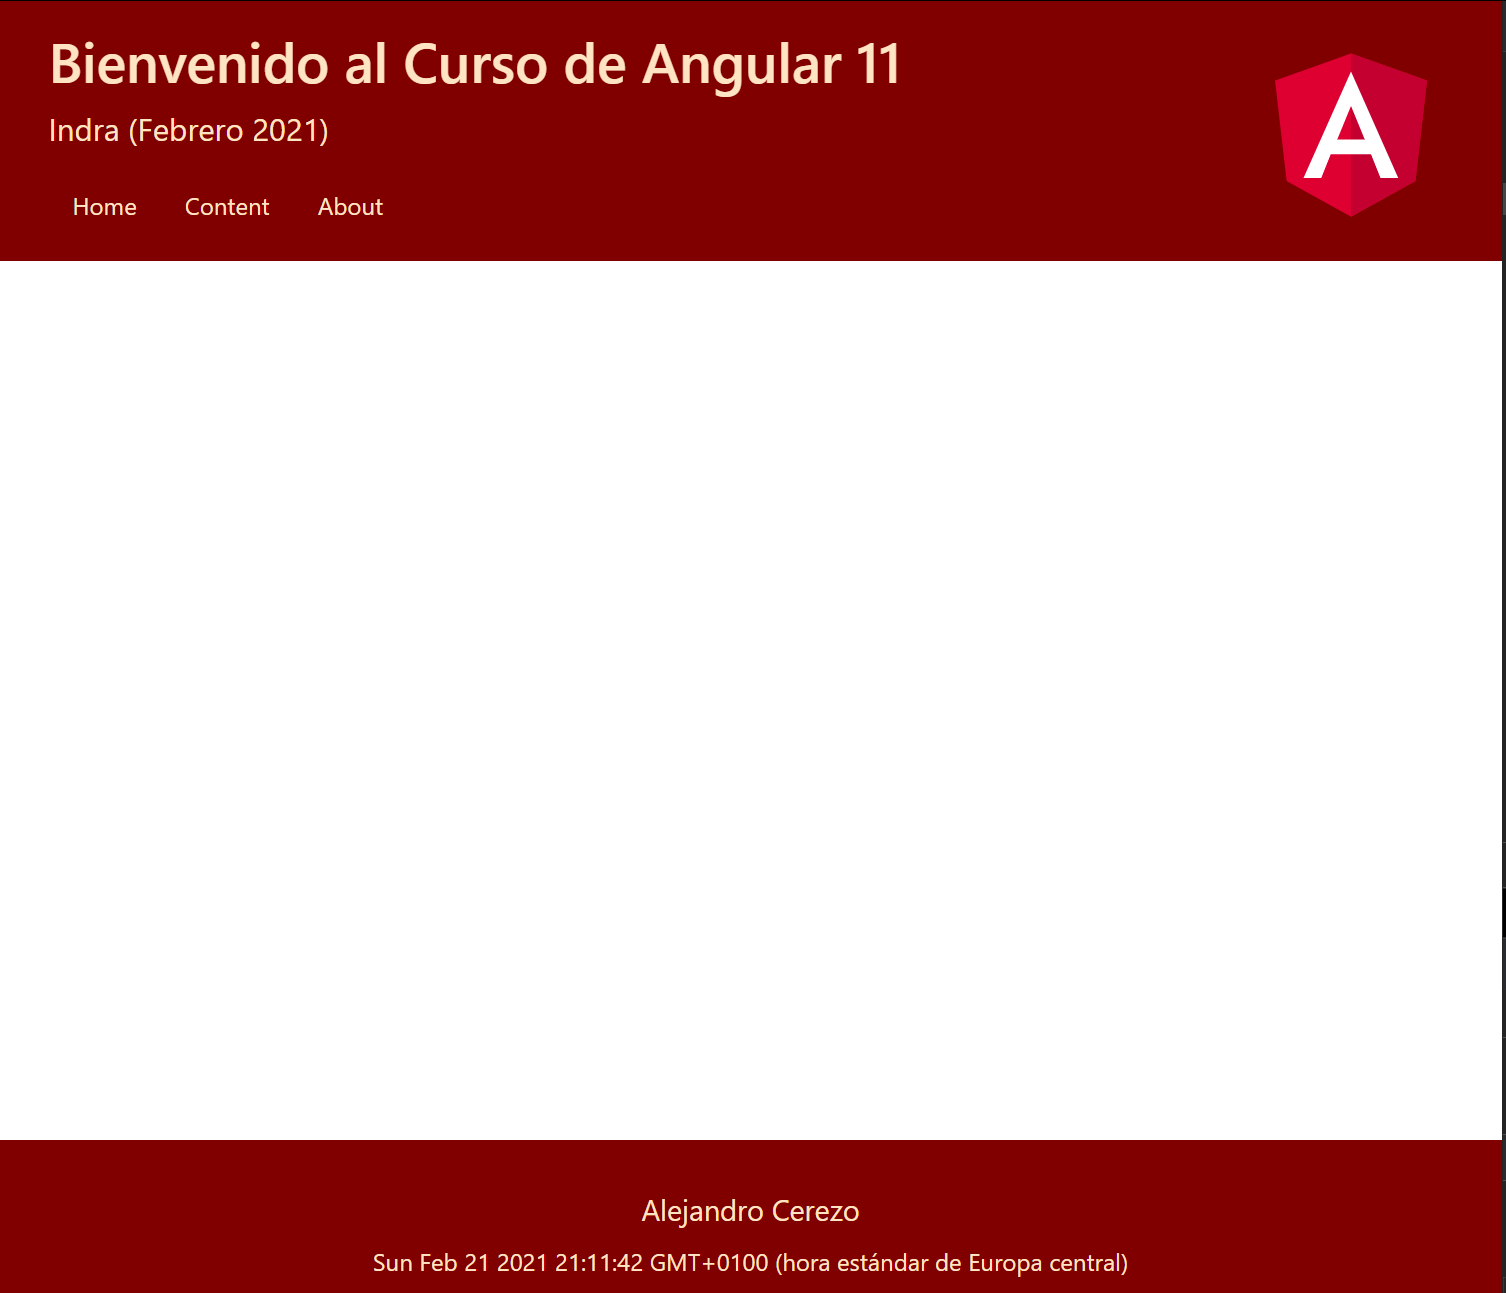 Bienvenido al Curso de Angular 11
Indra (Febrero 2021)
Home Content About
A
Alejandro Cerezo
Sun Feb 21 2021 21:11:42 GMT+0100 (hora estándar de Europa central)